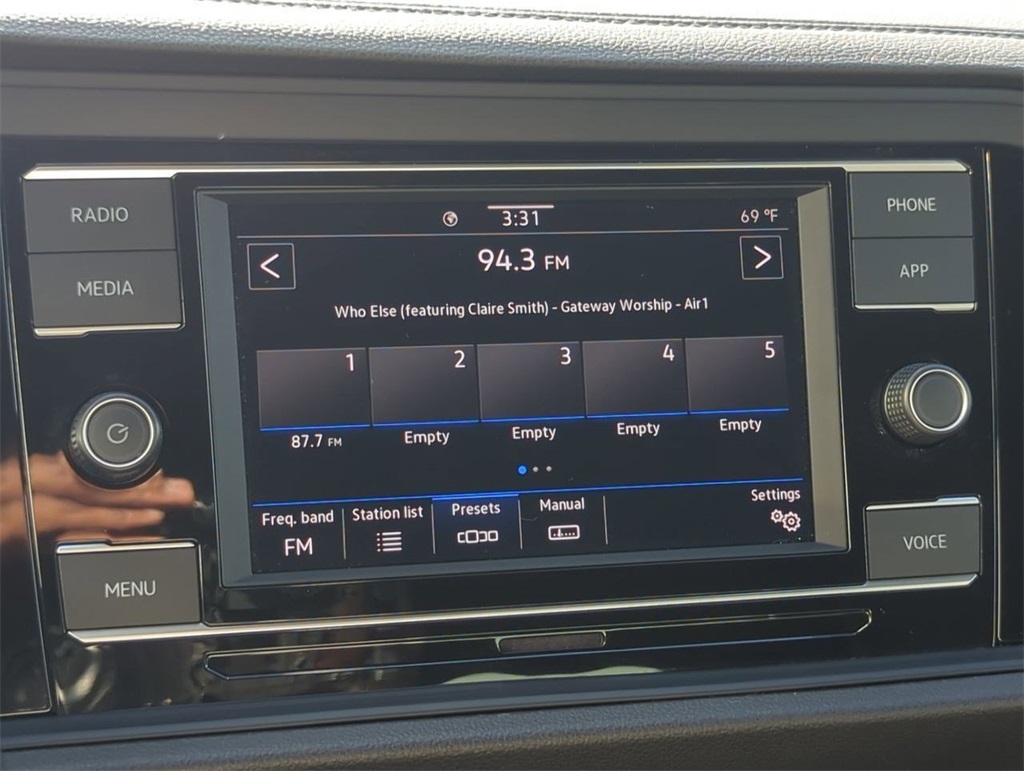 RADIO
MEDIA
MENU
3:31
69 °F
<
94.3 FM
>
Who Else (featuring Claire Smith) - Gateway Worship - Air1
1
2
3
4
5
87.7 FM
Empty
Empty
Empty
Empty
Freq. band
Station list
Presets
Manual
Settings
FM
PHONE
APP
VOICE